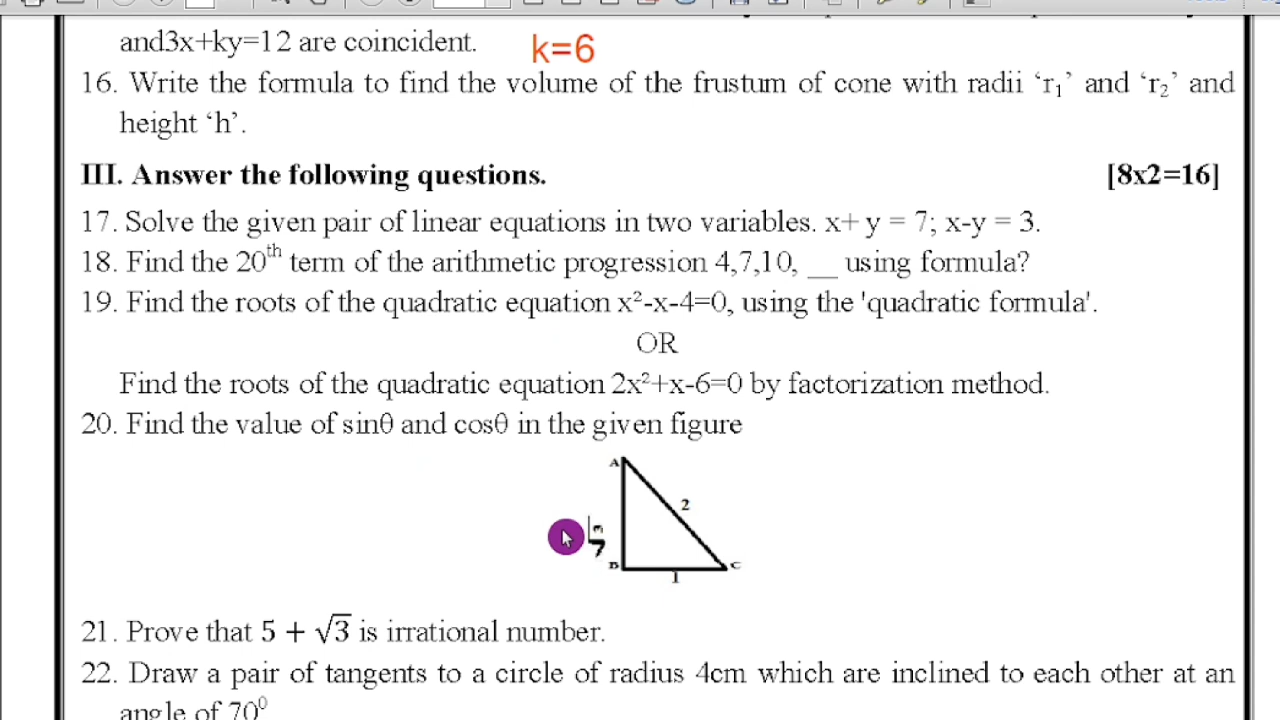 and3x+ky=12 are coincident. k=6
16. Write the formula to find the volume of the frustum of cone with radii ‘r₁’ and ‘r₂’ and
height ‘h’.
III. Answer the following questions. [8x2=16]
17. Solve the given pair of linear equations in two variables. x+ y = 7; x-y = 3.
18. Find the 20th term of the arithmetic progression 4,7,10, __ using formula?
19. Find the roots of the quadratic equation x²-x-4=0, using the 'quadratic formula'.
OR
Find the roots of the quadratic equation 2x²+x-6=0 by factorization method.
20. Find the value of sinθ and cosθ in the given figure
A
2
√3
B
C
1
21. Prove that 5 + √3 is irrational number.
22. Draw a pair of tangents to a circle of radius 4cm which are inclined to each other at an
angle of 70⁰